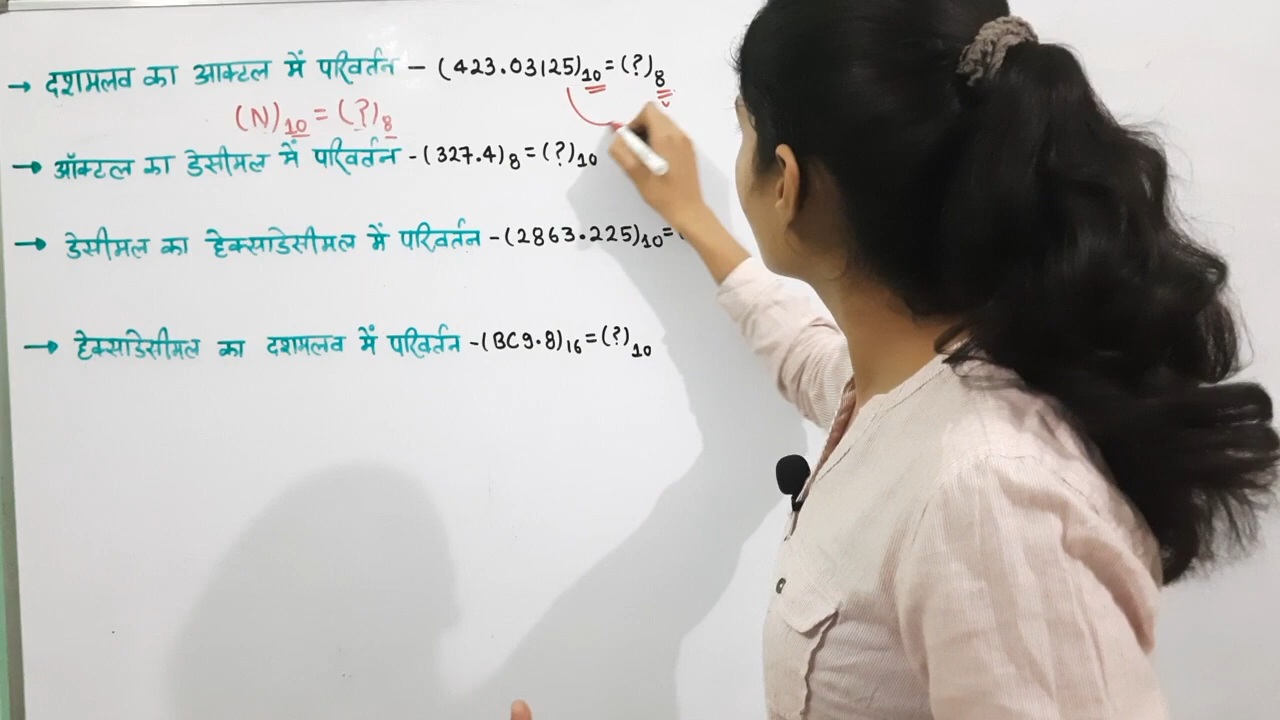 → दशमलव का आक्टल में परिवर्तन - (423.03125)10 = (?)8
(N)10 = (?)8
→ ऑक्टल का डेसीमल में परिवर्तन - (327.4)8 = (?)10
→ डेसीमल का हेक्साडेसीमल में परिवर्तन - (2863.225)10 = (
→ हेक्साडेसीमल का दशमलव में परिवर्तन - (BC9.8)16 = (?)10